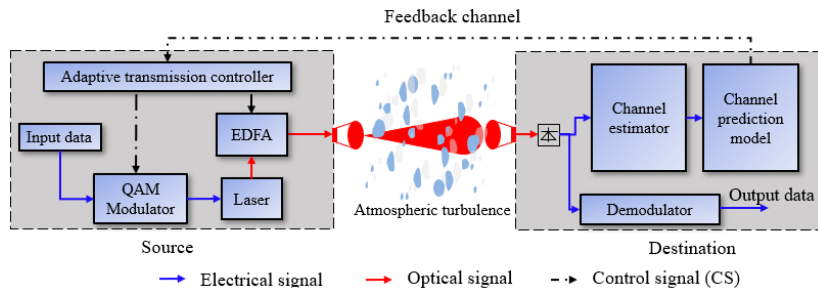 Feedback channel
Adaptive transmission controller
Input data
EDFA
QAM
Modulator
Laser
Source
Atmospheric turbulence
Channel
estimator
Channel
prediction
model
Demodulator
Output data
Destination
Electrical signal
Optical signal
Control signal (CS)